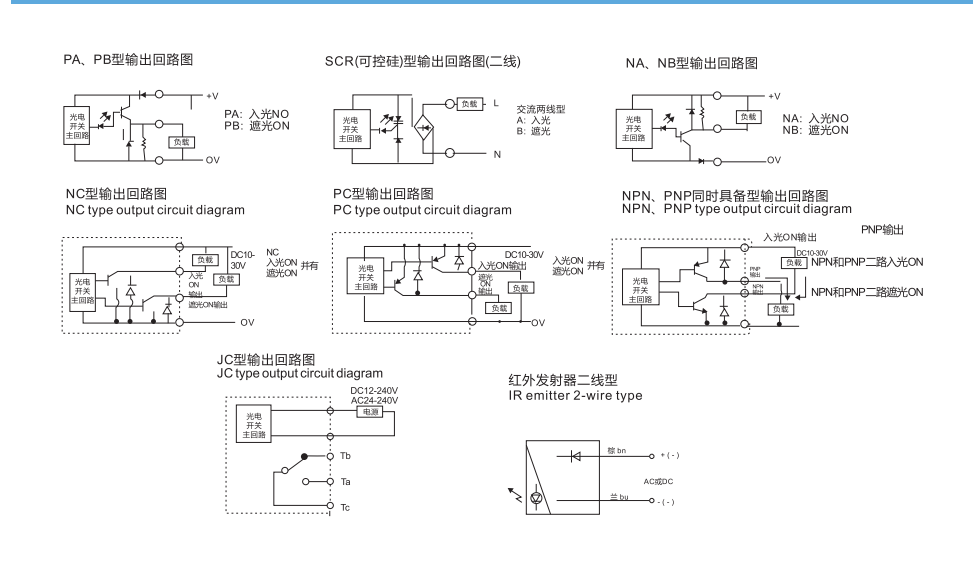 PA、PB型输出回路图
光电
开关
主回路
+V
负载
OV
PA: 入光NO
PB: 遮光ON
SCR(可控硅)型输出回路图(二线)
光电
开关
主回路
负载
L
N
交流两线型
A: 入光
B: 遮光
NA、NB型输出回路图
光电
开关
主回路
+V
负载
OV
NA: 入光NO
NB: 遮光ON
NC型输出回路图
NC type output circuit diagram
光电
开关
主回路
负载
DC10-
30V
入光
ON
输出
负载
遮光ON输出
OV
NC
入光ON
遮光ON
并有
PC型输出回路图
PC type output circuit diagram
光电
开关
主回路
DC10-30V
入光ON输出
遮光
ON
输出
负载
负载
OV
入光ON
遮光ON
并有
NPN、PNP同时具备型输出回路图
NPN、PNP type output circuit diagram
光电
开关
主回路
入光ON输出
PNP输出
DC10-30V
负载
PNP
输出
NPN
输出
负载
NPN和PNP二路入光ON
NPN和PNP二路遮光ON
JC型输出回路图
JC type output circuit diagram
光电
开关
主回路
DC12-240V
AC24-240V
电源
Tb
Ta
Tc
红外发射器二线型
IR emitter 2-wire type
棕 bn
+ ( - )
AC或DC
兰 bu
- ( - )